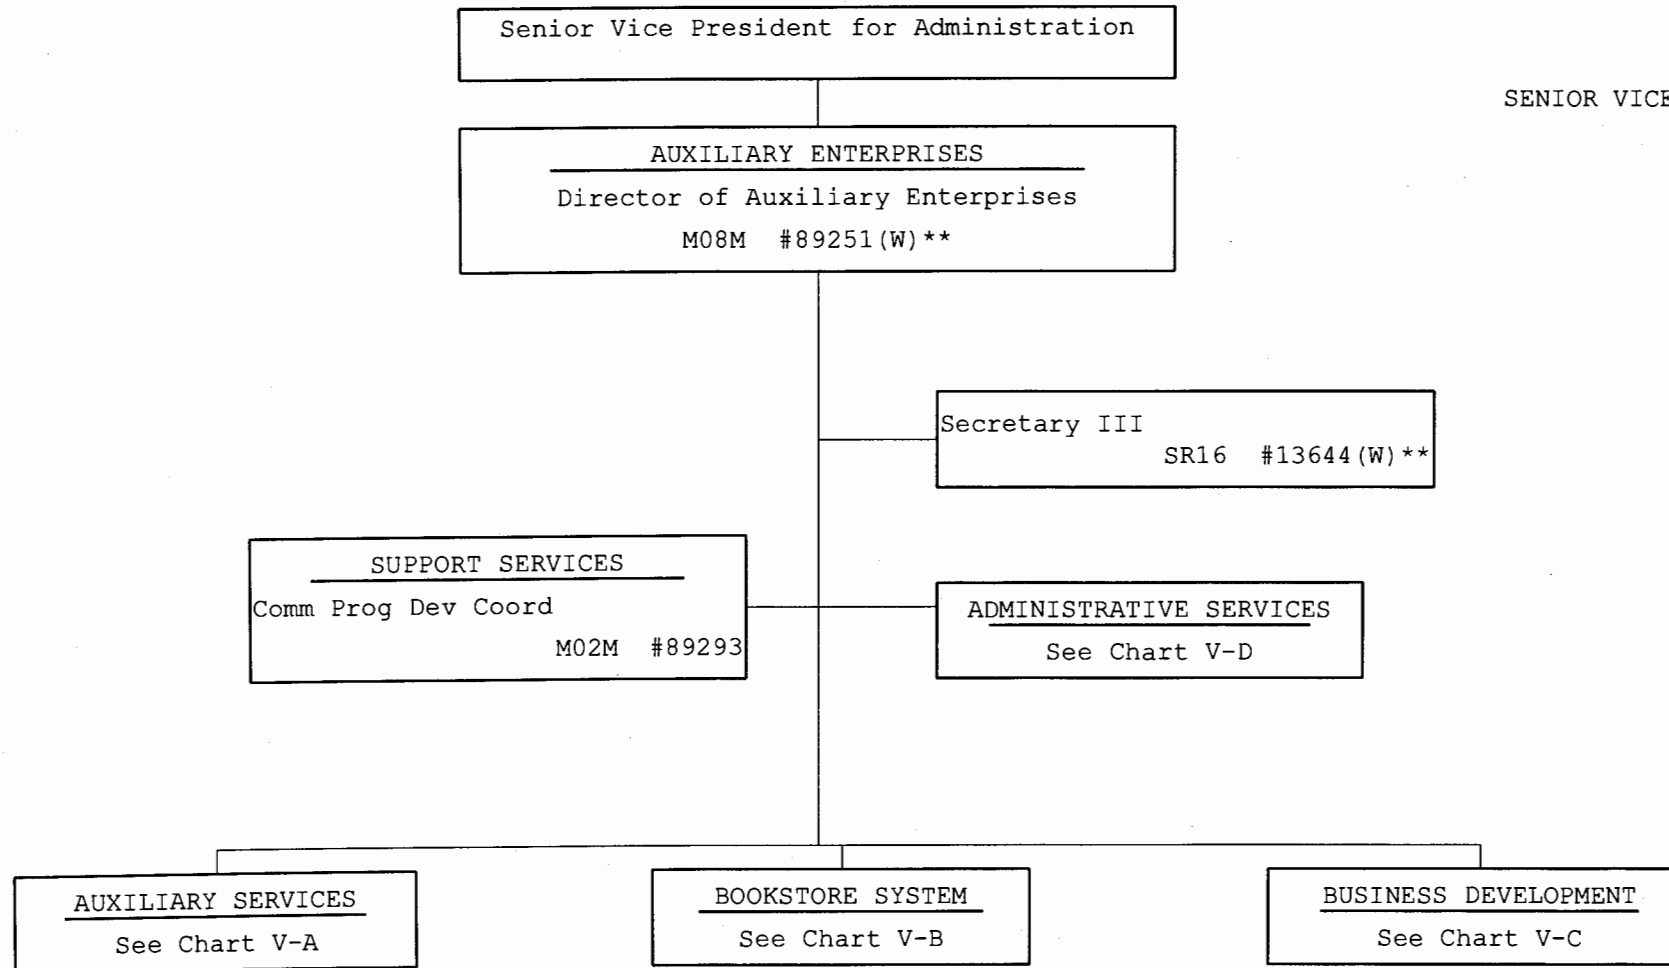 Senior Vice President for Administration
SENIOR VICE
AUXILIARY ENTERPRISES
Director of Auxiliary Enterprises
M08M #89251(W)**
Secretary III
SR16 #13644(W)**
SUPPORT SERVICES
Comm Prog Dev Coord
M02M #89293
ADMINISTRATIVE SERVICES
See Chart V-D
AUXILIARY SERVICES
See Chart V-A
BOOKSTORE SYSTEM
See Chart V-B
BUSINESS DEVELOPMENT
See Chart V-C